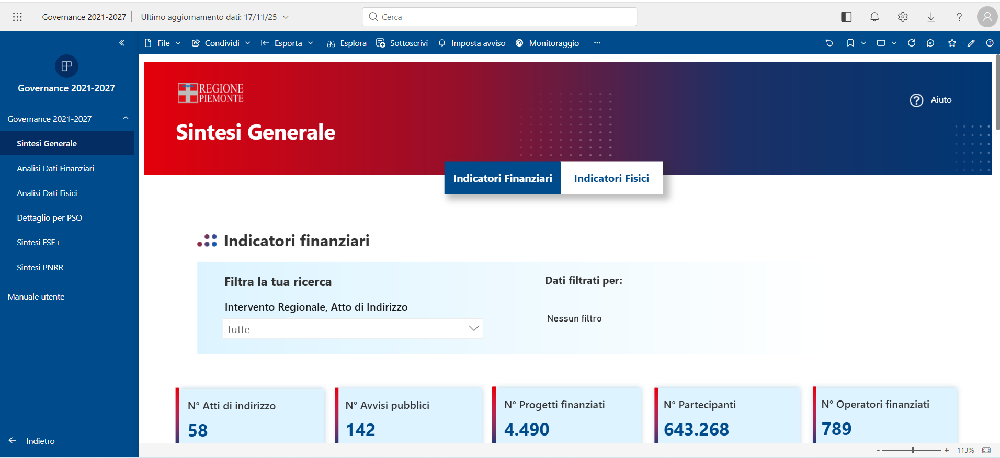 Governance 2021-2027
Ultimo aggiornamento dati: 17/11/25
Cerca
File
Condividi
Esporta
Esplora
Sottoscrivi
Imposta avviso
Monitoraggio
Governance 2021-2027
Governance 2021-2027
Sintesi Generale
Analisi Dati Finanziari
Analisi Dati Fisici
Dettaglio per PSO
Sintesi FSE+
Sintesi PNRR
Manuale utente
Indietro
REGIONE
PIEMONTE
Aiuto
Sintesi Generale
Indicatori Finanziari
Indicatori Fisici
Indicatori finanziari
Filtra la tua ricerca
Intervento Regionale, Atto di Indirizzo
Tutte
Dati filtrati per:
Nessun filtro
N° Atti di indirizzo
58
N° Avvisi pubblici
142
N° Progetti finanziati
4.490
N° Partecipanti
643.268
N° Operatori finanziati
789
- + 113%